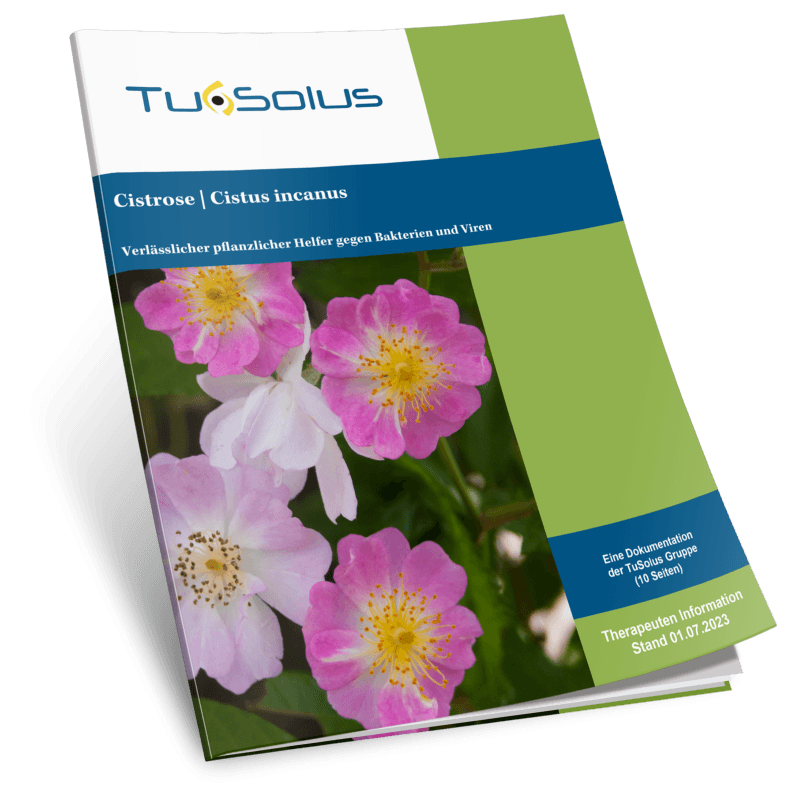 TuSolus
Cistrose | Cistus incanus
Verlässlicher pflanzlicher Helfer gegen Bakterien und Viren
Eine Dokumentation
der TuSolus Gruppe
(10 Seiten)
Therapeuten Information
Stand 01.07.2023